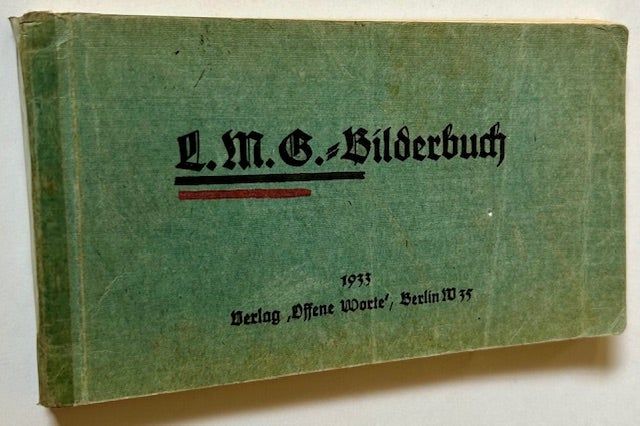 L.M.G.=Bilderbuch
1933
Verlag ‚Offene Worte‘, Berlin W 35